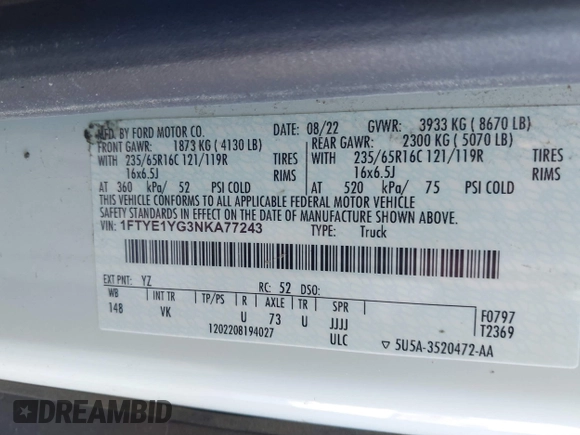 MFD. BY FORD MOTOR CO. DATE: 08/22 GVWR: 3933 KG ( 8670 LB)
FRONT GAWR: 1873 KG ( 4130 LB) REAR GAWR: 2300 KG ( 5070 LB)
WITH 235/65R16C 121/119R TIRES WITH 235/65R16C 121/119R TIRES
16x6.5J RIMS 16x6.5J RIMS
AT 360 kPa/ 52 PSI COLD AT 520 kPa/ 75 PSI COLD
THIS VEHICLE CONFORMS TO ALL APPLICABLE FEDERAL MOTOR VEHICLE
SAFETY STANDARDS IN EFFECT ON THE DATE OF MANUFACTURE SHOWN ABOVE.
VIN: 1FTYE1YG3NKA77243 TYPE: Truck
EXT PNT: YZ RC: 52 DSO:
WB INT TR TP/PS R AXLE TR SPR F0797
148 VK U 73 U JJJJ T2369
1202208194027 ULC ▽ 5U5A-3520472-AA
DREAMBID